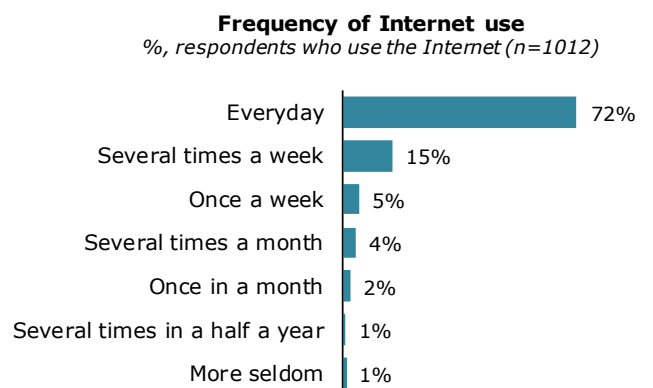 Frequency of Internet use
%, respondents who use the Internet (n=1012)
Everyday 72%
Several times a week 15%
Once a week 5%
Several times a month 4%
Once in a month 2%
Several times in a half a year 1%
More seldom 1%